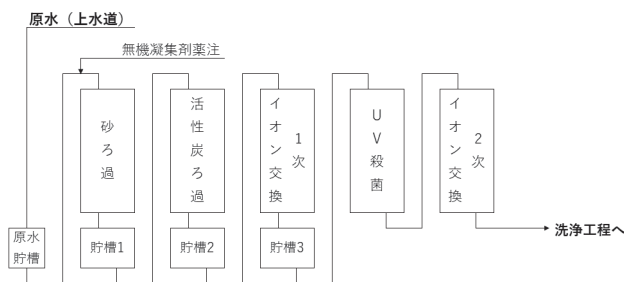 原水（上水道）
無機凝集剤薬注
砂ろ過
活性炭ろ過
1次
イオン交換
UV殺菌
2次
イオン交換
原水
貯槽
貯槽1
貯槽2
貯槽3
洗浄工程へ